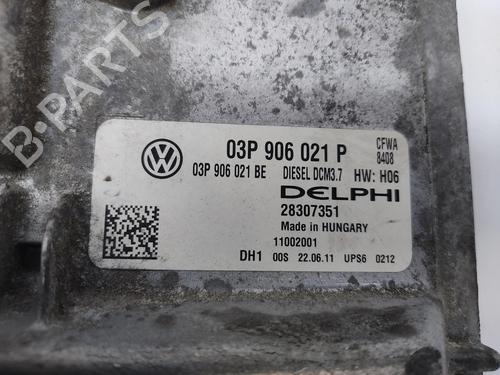 B-PARTS
03P 906 021 P
CFWA
8408
03P 906 021 BE DIESEL DCM3.7 HW: H06
DELPHI
28307351
Made in HUNGARY
11002001
DH1 00S 22.06.11 UPS6 0212